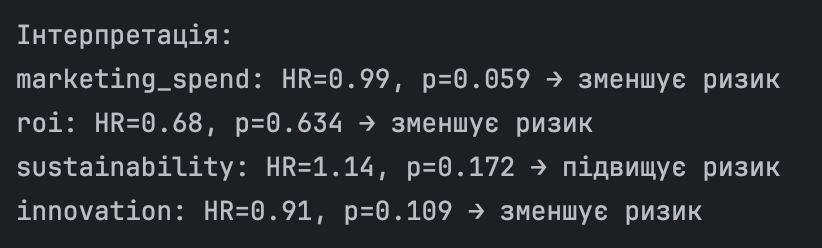 Інтерпретація:
marketing_spend: HR=0.99, p=0.059 → зменшує ризик
roi: HR=0.68, p=0.634 → зменшує ризик
sustainability: HR=1.14, p=0.172 → підвищує ризик
innovation: HR=0.91, p=0.109 → зменшує ризик